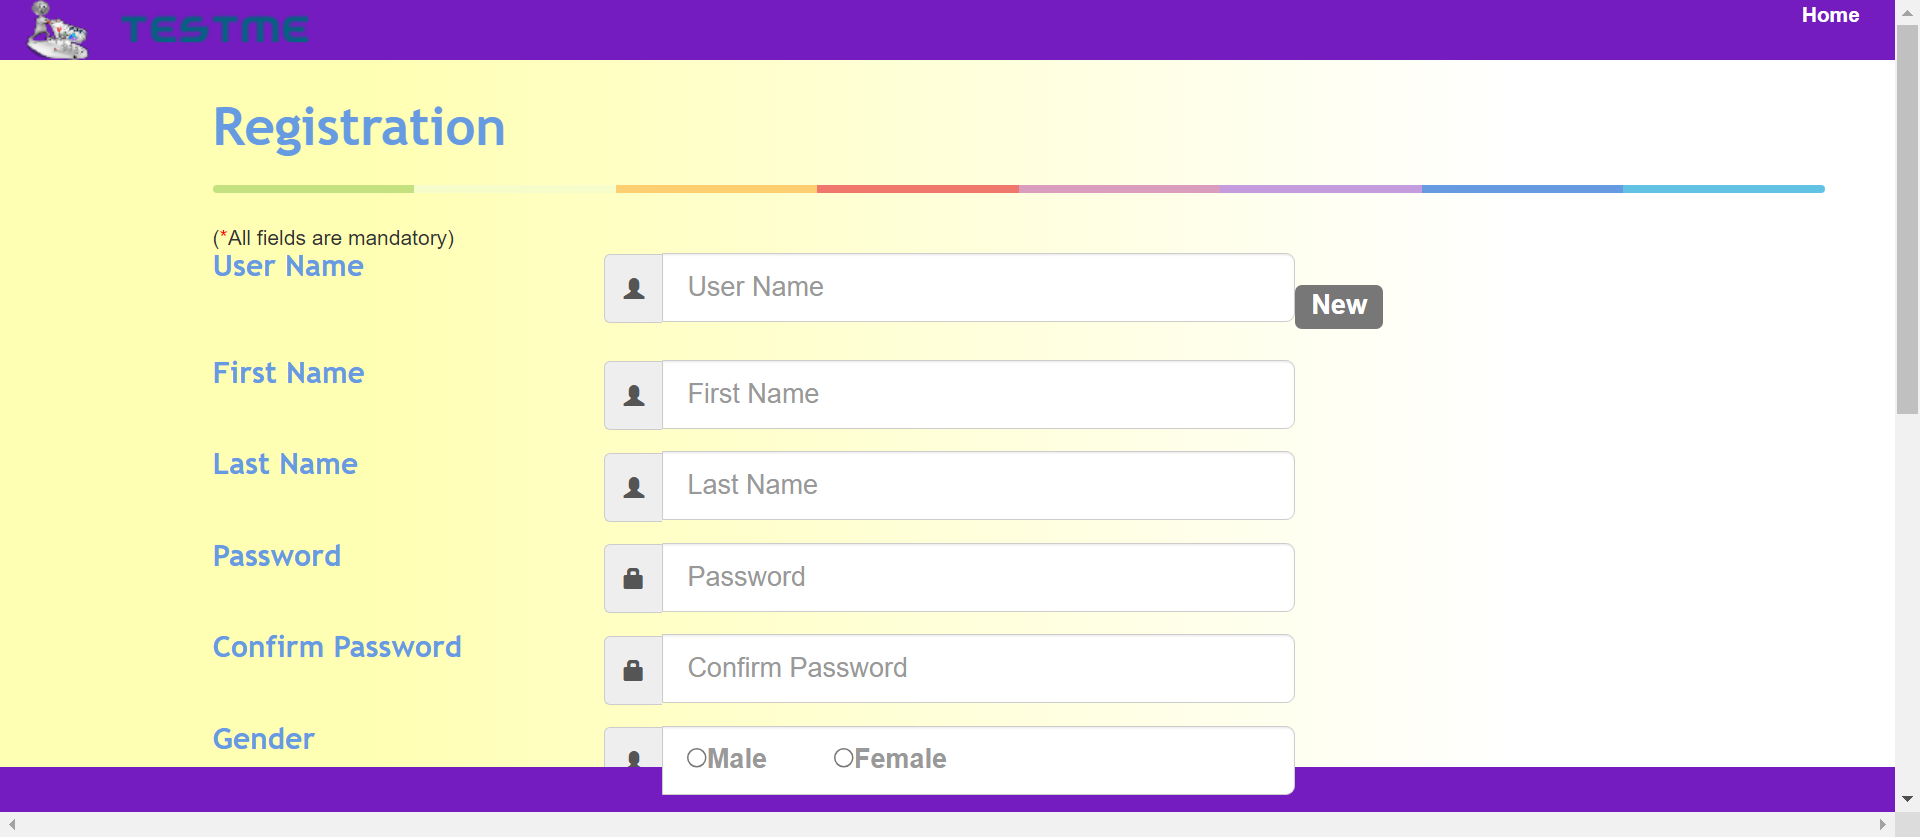 TESTME
Home
Registration
(*All fields are mandatory)
User Name
User Name
New
First Name
First Name
Last Name
Last Name
Password
Password
Confirm Password
Confirm Password
Gender
Male Female